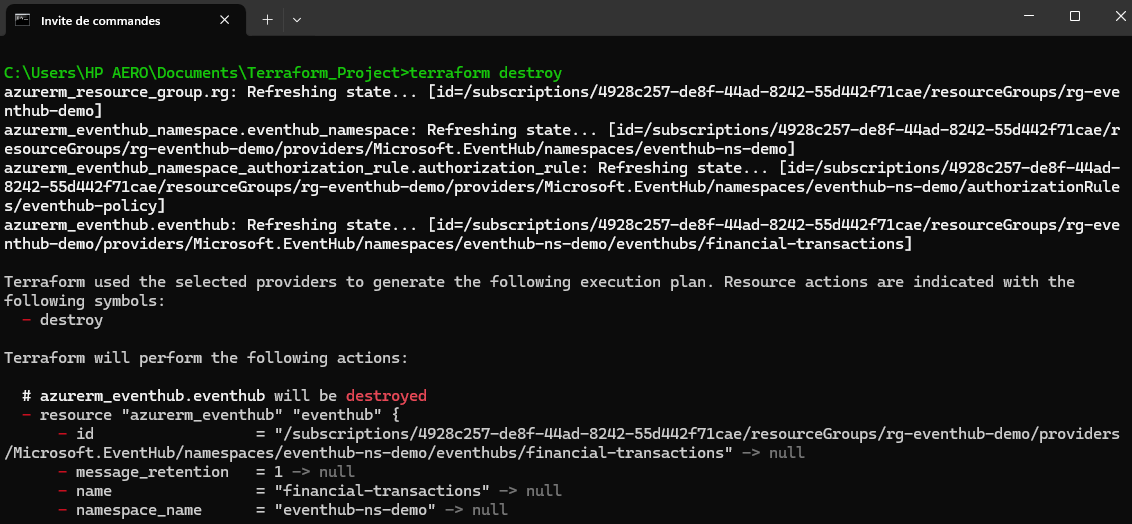 Invite de commandes
C:\Users\HP AERO\Documents\Terraform_Project>terraform destroy
azurerm_resource_group.rg: Refreshing state... [id=/subscriptions/4928c257-de8f-44ad-8242-55d442f71cae/resourceGroups/rg-eve
nthub-demo]
azurerm_eventhub_namespace.eventhub_namespace: Refreshing state... [id=/subscriptions/4928c257-de8f-44ad-8242-55d442f71cae/r
esourceGroups/rg-eventhub-demo/providers/Microsoft.EventHub/namespaces/eventhub-ns-demo]
azurerm_eventhub_namespace_authorization_rule.authorization_rule: Refreshing state... [id=/subscriptions/4928c257-de8f-44ad-
8242-55d442f71cae/resourceGroups/rg-eventhub-demo/providers/Microsoft.EventHub/namespaces/eventhub-ns-demo/authorizationRule
s/eventhub-policy]
azurerm_eventhub.eventhub: Refreshing state... [id=/subscriptions/4928c257-de8f-44ad-8242-55d442f71cae/resourceGroups/rg-eve
nthub-demo/providers/Microsoft.EventHub/namespaces/eventhub-ns-demo/eventhubs/financial-transactions]
Terraform used the selected providers to generate the following execution plan. Resource actions are indicated with the
following symbols:
  - destroy
Terraform will perform the following actions:
  # azurerm_eventhub.eventhub will be destroyed
  - resource "azurerm_eventhub" "eventhub" {
      - id                  = "/subscriptions/4928c257-de8f-44ad-8242-55d442f71cae/resourceGroups/rg-eventhub-demo/providers
/Microsoft.EventHub/namespaces/eventhub-ns-demo/eventhubs/financial-transactions" -> null
      - message_retention   = 1 -> null
      - name                = "financial-transactions" -> null
      - namespace_name      = "eventhub-ns-demo" -> null